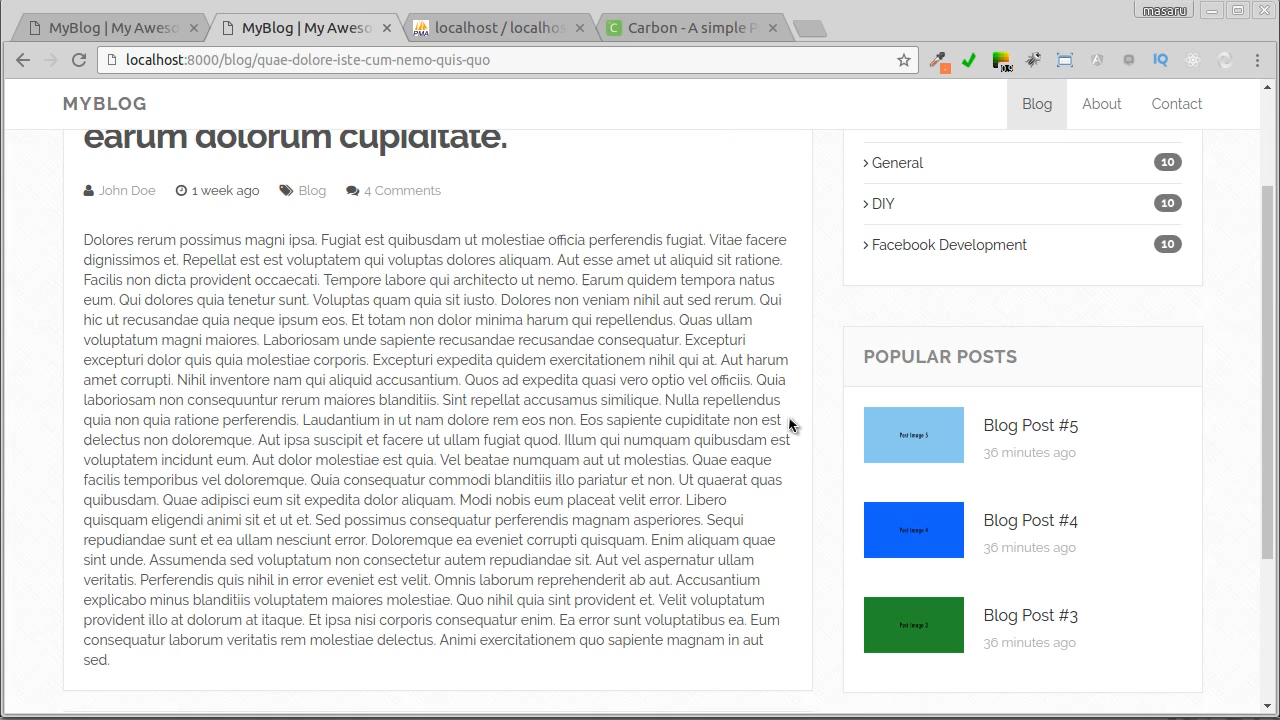 masaru
MyBlog | My Aweso
MyBlog | My Aweso
localhost / localhos
Carbon - A simple P
localhost:8000/blog/quae-dolore-iste-cum-nemo-quis-quo
IQ
MYBLOG
Blog
About
Contact
earum dolorum cupiditate.
John Doe
1 week ago
Blog
4 Comments
Dolores rerum possimus magni ipsa. Fugiat est quibusdam ut molestiae officia perferendis fugiat. Vitae facere
dignissimos et. Repellat est est voluptatem qui voluptas dolores aliquam. Aut esse amet ut aliquid sit ratione.
Facilis non dicta provident occaecati. Tempore labore qui architecto ut nemo. Earum quidem tempora natus
eum. Qui dolores quia tenetur sunt. Voluptas quam quia sit iusto. Dolores non veniam nihil aut sed rerum. Qui
hic ut recusandae quia neque ipsum eos. Et totam non dolor minima harum qui repellendus. Quas ullam
voluptatum magni maiores. Laboriosam unde sapiente recusandae recusandae consequatur. Excepturi
excepturi dolor quis quia molestiae corporis. Excepturi expedita quidem exercitationem nihil qui at. Aut harum
amet corrupti. Nihil inventore nam qui aliquid accusantium. Quos ad expedita quasi vero optio vel officiis. Quia
laboriosam non consequuntur rerum maiores blanditiis. Sint repellat accusamus similique. Nulla repellendus
quia non quia ratione perferendis. Laudantium in ut nam dolore rem eos non. Eos sapiente cupiditate non est
delectus non doloremque. Aut ipsa suscipit et facere ut ullam fugiat quod. Illum qui numquam quibusdam est
voluptatem incidunt eum. Aut dolor molestiae est quia. Vel beatae numquam aut ut molestias. Quae eaque
facilis temporibus vel doloremque. Quia consequatur commodi blanditiis illo pariatur et non. Ut quaerat quas
quibusdam. Quae adipisci eum sit expedita dolor aliquam. Modi nobis eum placeat velit error. Libero
quisquam eligendi animi sit et ut et. Sed possimus consequatur perferendis magnam asperiores. Sequi
repudiandae sunt enim ullam nesciunt error. Doloremque ea eveniet corrupti quisquam. Enim aliquam quae
sint unde. Assumenda sed voluptatum non consectetur autem repudiandae sit. Aut vel aspernatur ullam
veritatis. Perferendis quis nihil in error eveniet est velit. Omnis laborum reprehenderit ab aut. Accusantium
explicabo minus blanditiis voluptatem maiores molestiae. Quo nihil quia sint provident et. Velit voluptatum
provident illo at dolorum at itaque. Et ipsa nisi corporis consequatur enim. Ea error sunt voluptatibus ea. Eum
consequatur laborum veritatis rem molestiae delectus. Animi exercitationem quo sapiente magnam in aut
sed.
General 10
DIY 10
Facebook Development 10
POPULAR POSTS
Post Image 5
Blog Post #5
36 minutes ago
Post Image 4
Blog Post #4
36 minutes ago
Post Image 3
Blog Post #3
36 minutes ago